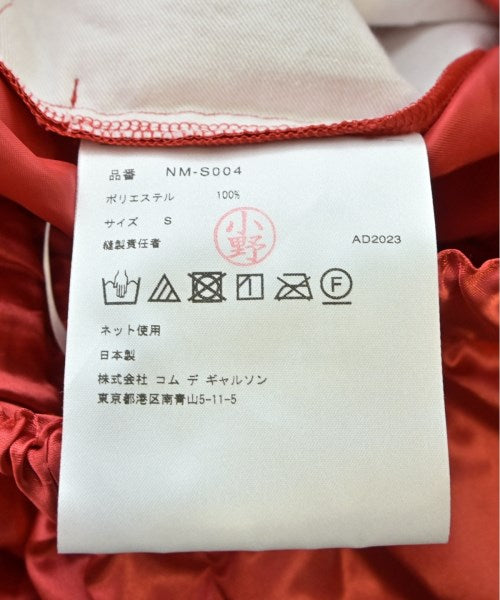 品番 NM-S004
ポリエステル 100%
サイズ S
縫製責任者 小野 AD2023
F
ネット使用
日本製
株式会社 コム デ ギャルソン
東京都港区南青山5-11-5